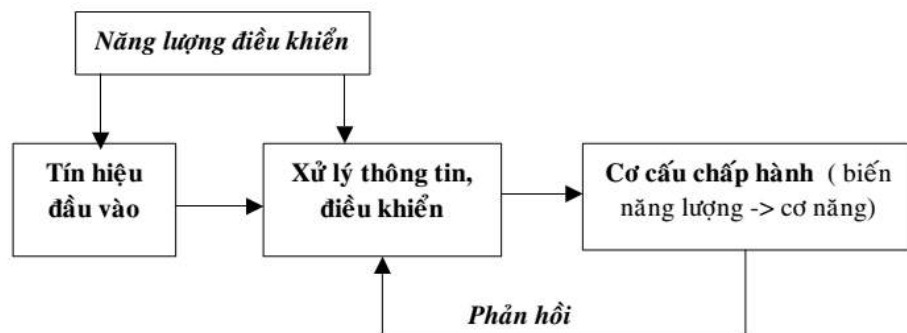 Năng lượng điều khiển
Tín hiệu
đầu vào
Xử lý thông tin,
điều khiển
Cơ cấu chấp hành ( biến
năng lượng -> cơ năng)
Phản hồi